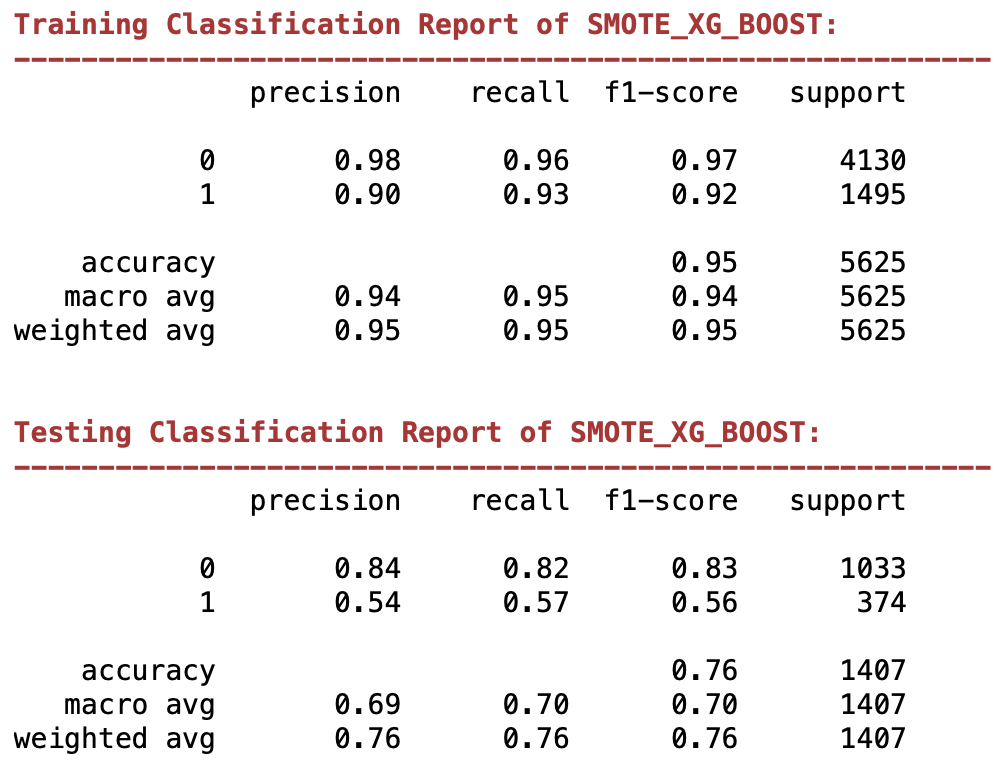 Training Classification Report of SMOTE_XG_BOOST:
----------------------------------------------------------
precision recall f1-score support
0 0.98 0.96 0.97 4130
1 0.90 0.93 0.92 1495
accuracy 0.95 5625
macro avg 0.94 0.95 0.94 5625
weighted avg 0.95 0.95 0.95 5625
Testing Classification Report of SMOTE_XG_BOOST:
----------------------------------------------------------
precision recall f1-score support
0 0.84 0.82 0.83 1033
1 0.54 0.57 0.56 374
accuracy 0.76 1407
macro avg 0.69 0.70 0.70 1407
weighted avg 0.76 0.76 0.76 1407